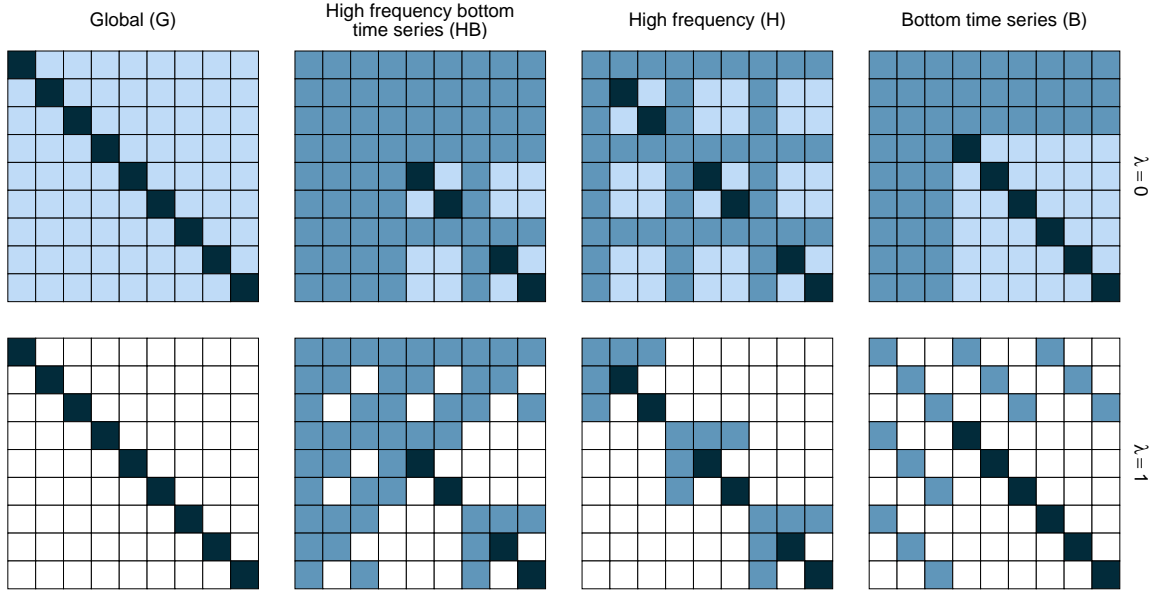 Global (G)
High frequency bottom
time series (HB)
High frequency (H)
Bottom time series (B)
λ = 0
λ = 1